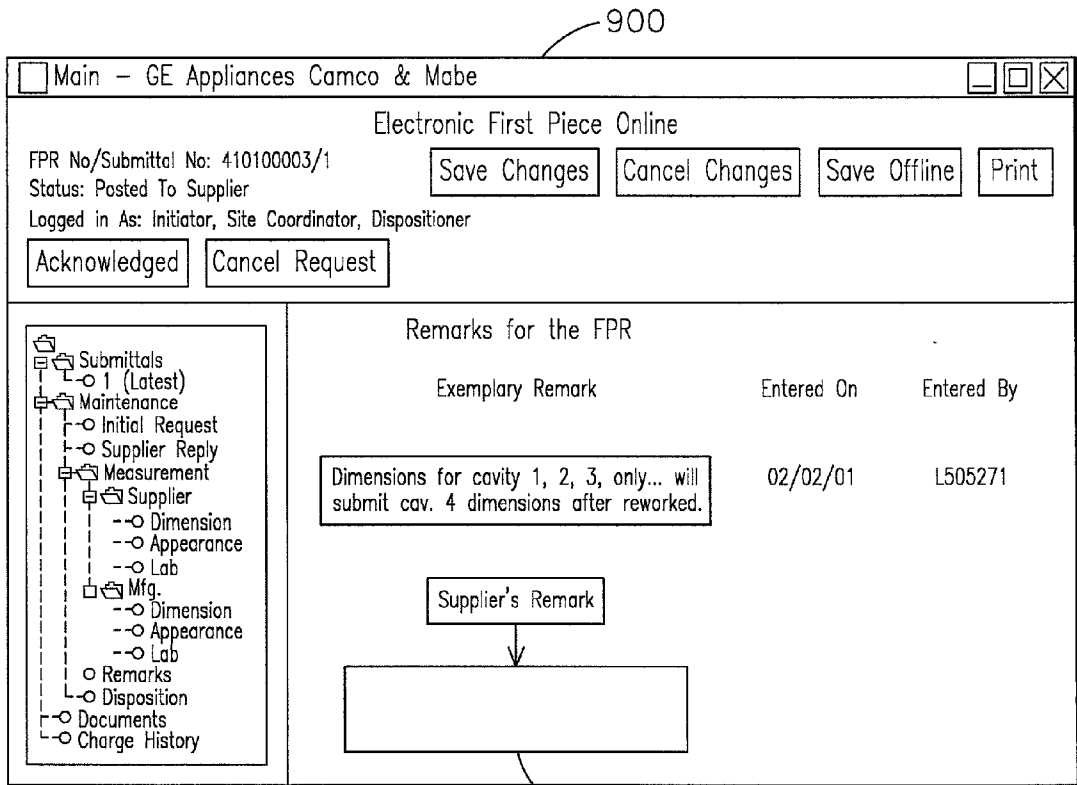 900
Main – GE Appliances Camco & Mabe
Electronic First Piece Online
FPR No/Submittal No: 410100003/1
Status: Posted To Supplier
Logged in As: Initiator, Site Coordinator, Dispositioner
Save Changes
Cancel Changes
Save Offline
Print
Acknowledged
Cancel Request
Submittals
1 (Latest)
Maintenance
Initial Request
Supplier Reply
Measurement
Supplier
Dimension
Appearance
Lab
Mfg.
Dimension
Appearance
Lab
Remarks
Disposition
Documents
Charge History
Remarks for the FPR
Exemplary Remark Entered On Entered By
Dimensions for cavity 1, 2, 3, only... will
submit cav. 4 dimensions after reworked.
02/02/01 L505271
Supplier's Remark